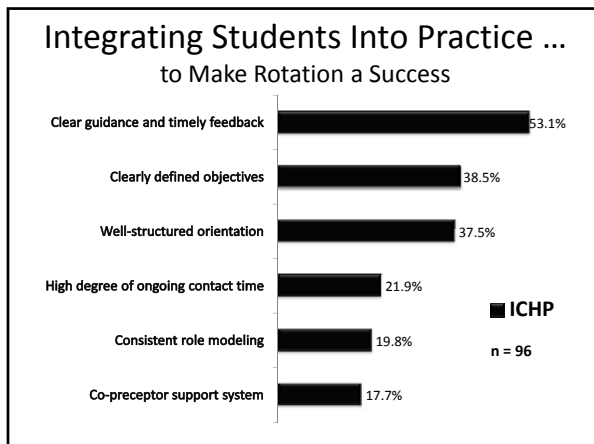 Integrating Students Into Practice ...
to Make Rotation a Success
Clear guidance and timely feedback
53.1%
Clearly defined objectives
38.5%
Well-structured orientation
37.5%
High degree of ongoing contact time
21.9%
Consistent role modeling
19.8%
Co-preceptor support system
17.7%
ICHP
n = 96